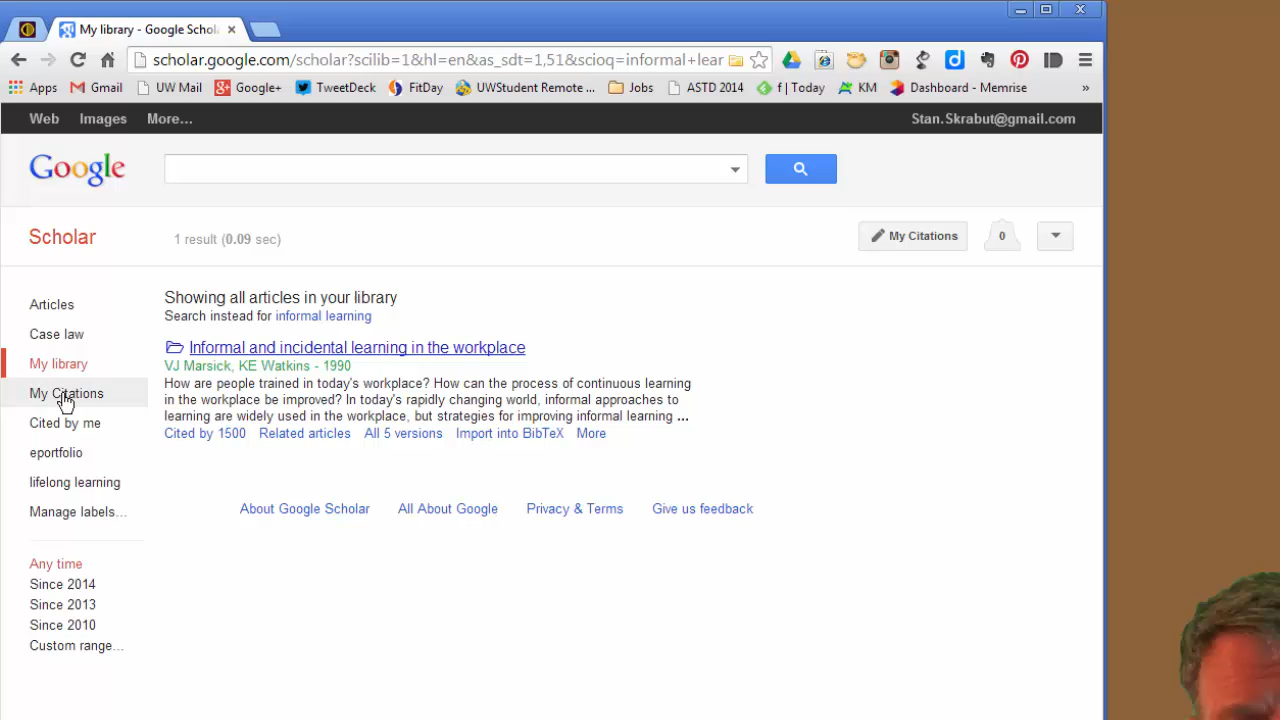 My library - Google Schola
scholar.google.com/scholar?scilib=1&hl=en&as_sdt=1,51&scioq=informal+lear
Apps Gmail UW Mail Google+ TweetDeck FitDay UWStudent Remote ... Jobs ASTD 2014 f | Today KM Dashboard - Memrise »
Web Images More... Stan.Skrabut@gmail.com
Google
Scholar 1 result (0.09 sec) My Citations 0
Articles
Case law
My library
My Citations
Cited by me
eportfolio
lifelong learning
Manage labels...
Any time
Since 2014
Since 2013
Since 2010
Custom range...
Showing all articles in your library
Search instead for informal learning
Informal and incidental learning in the workplace
VJ Marsick, KE Watkins - 1990
How are people trained in today's workplace? How can the process of continuous learning
in the workplace be improved? In today's rapidly changing world, informal approaches to
learning are widely used in the workplace, but strategies for improving informal learning ...
Cited by 1500 Related articles All 5 versions Import into BibTeX More
About Google Scholar All About Google Privacy & Terms Give us feedback